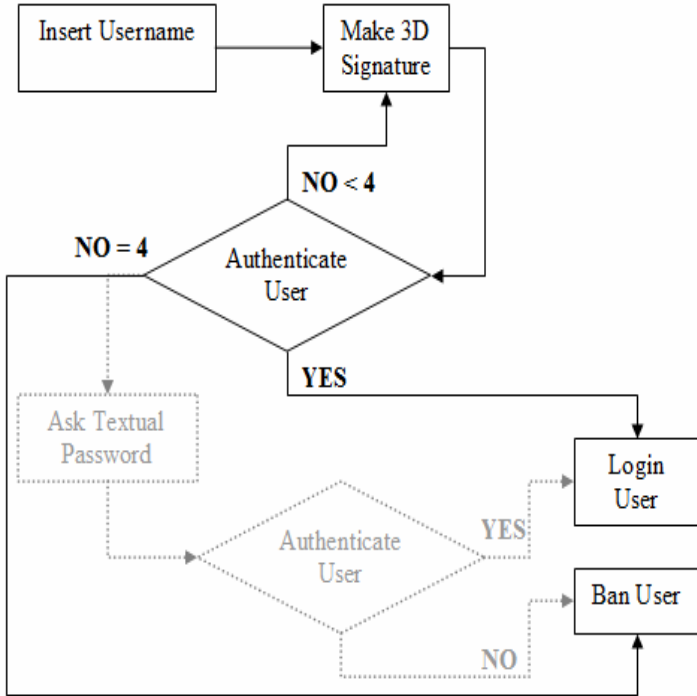 Insert Username
Make 3D
Signature
NO < 4
NO = 4
Authenticate
User
YES
Ask Textual
Password
Login
User
YES
Authenticate
User
Ban User
NO